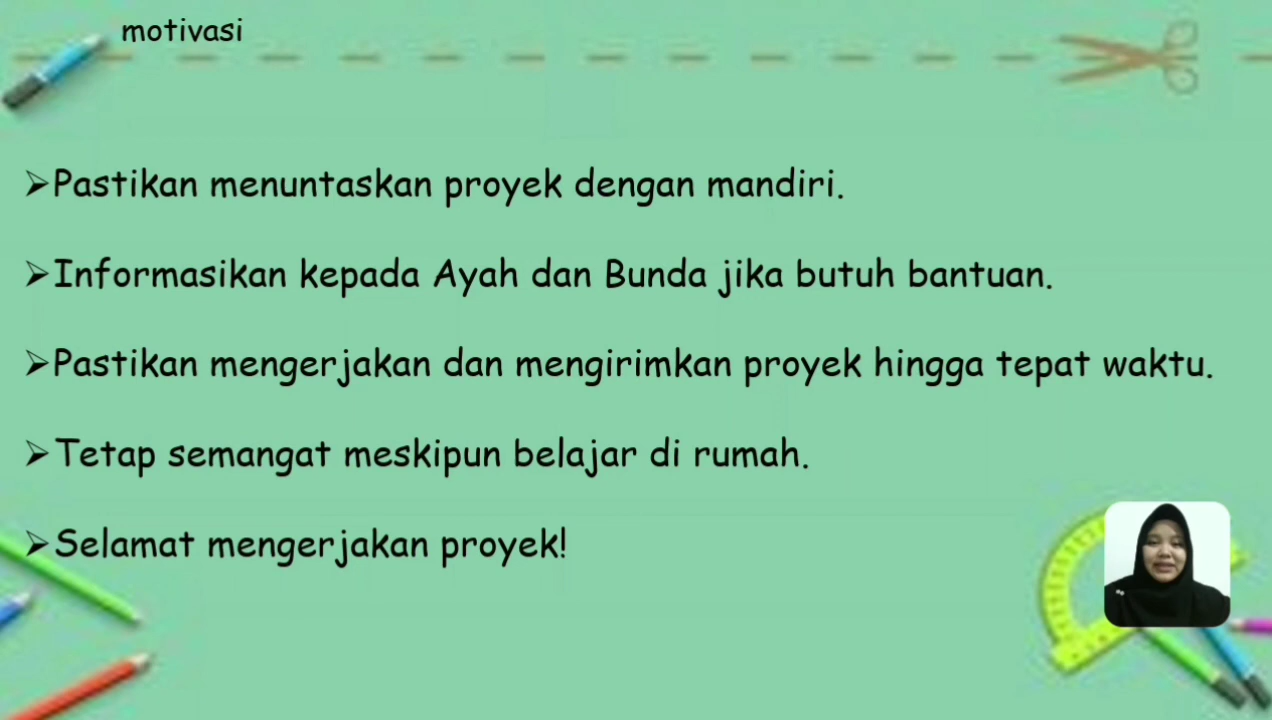 motivasi
➢Pastikan menuntaskan proyek dengan mandiri.
➢Informasikan kepada Ayah dan Bunda jika butuh bantuan.
➢Pastikan mengerjakan dan mengirimkan proyek hingga tepat waktu.
➢Tetap semangat meskipun belajar di rumah.
➢Selamat mengerjakan proyek!